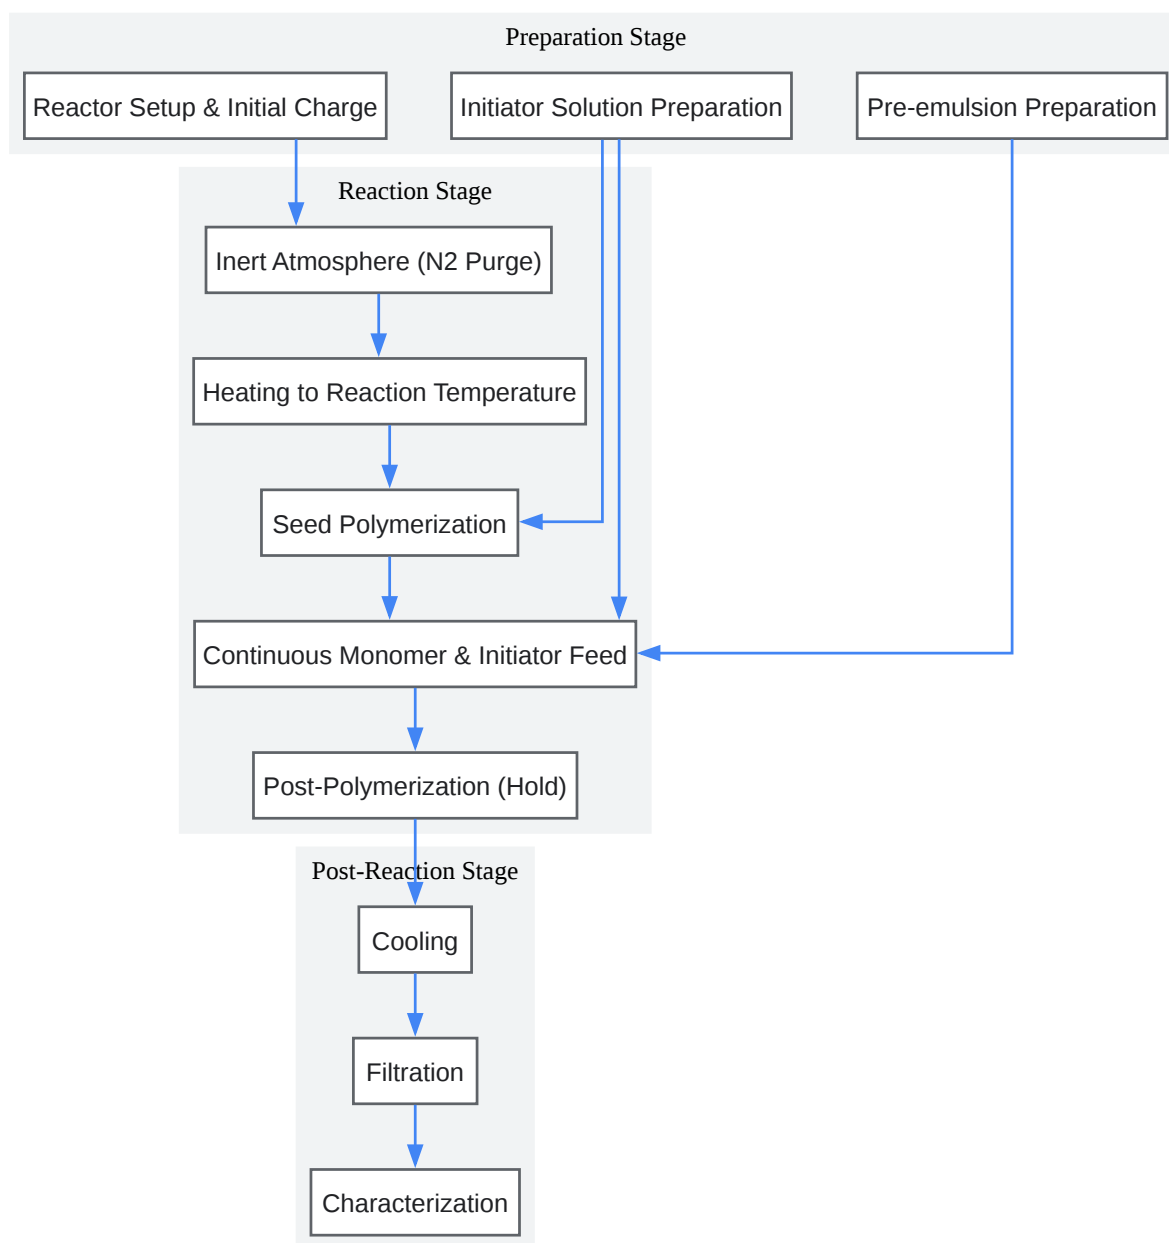 Preparation Stage
Reactor Setup & Initial Charge
Initiator Solution Preparation
Pre-emulsion Preparation
Reaction Stage
Inert Atmosphere (N2 Purge)
Heating to Reaction Temperature
Seed Polymerization
Continuous Monomer & Initiator Feed
Post-Polymerization (Hold)
Post-Reaction Stage
Cooling
Filtration
Characterization